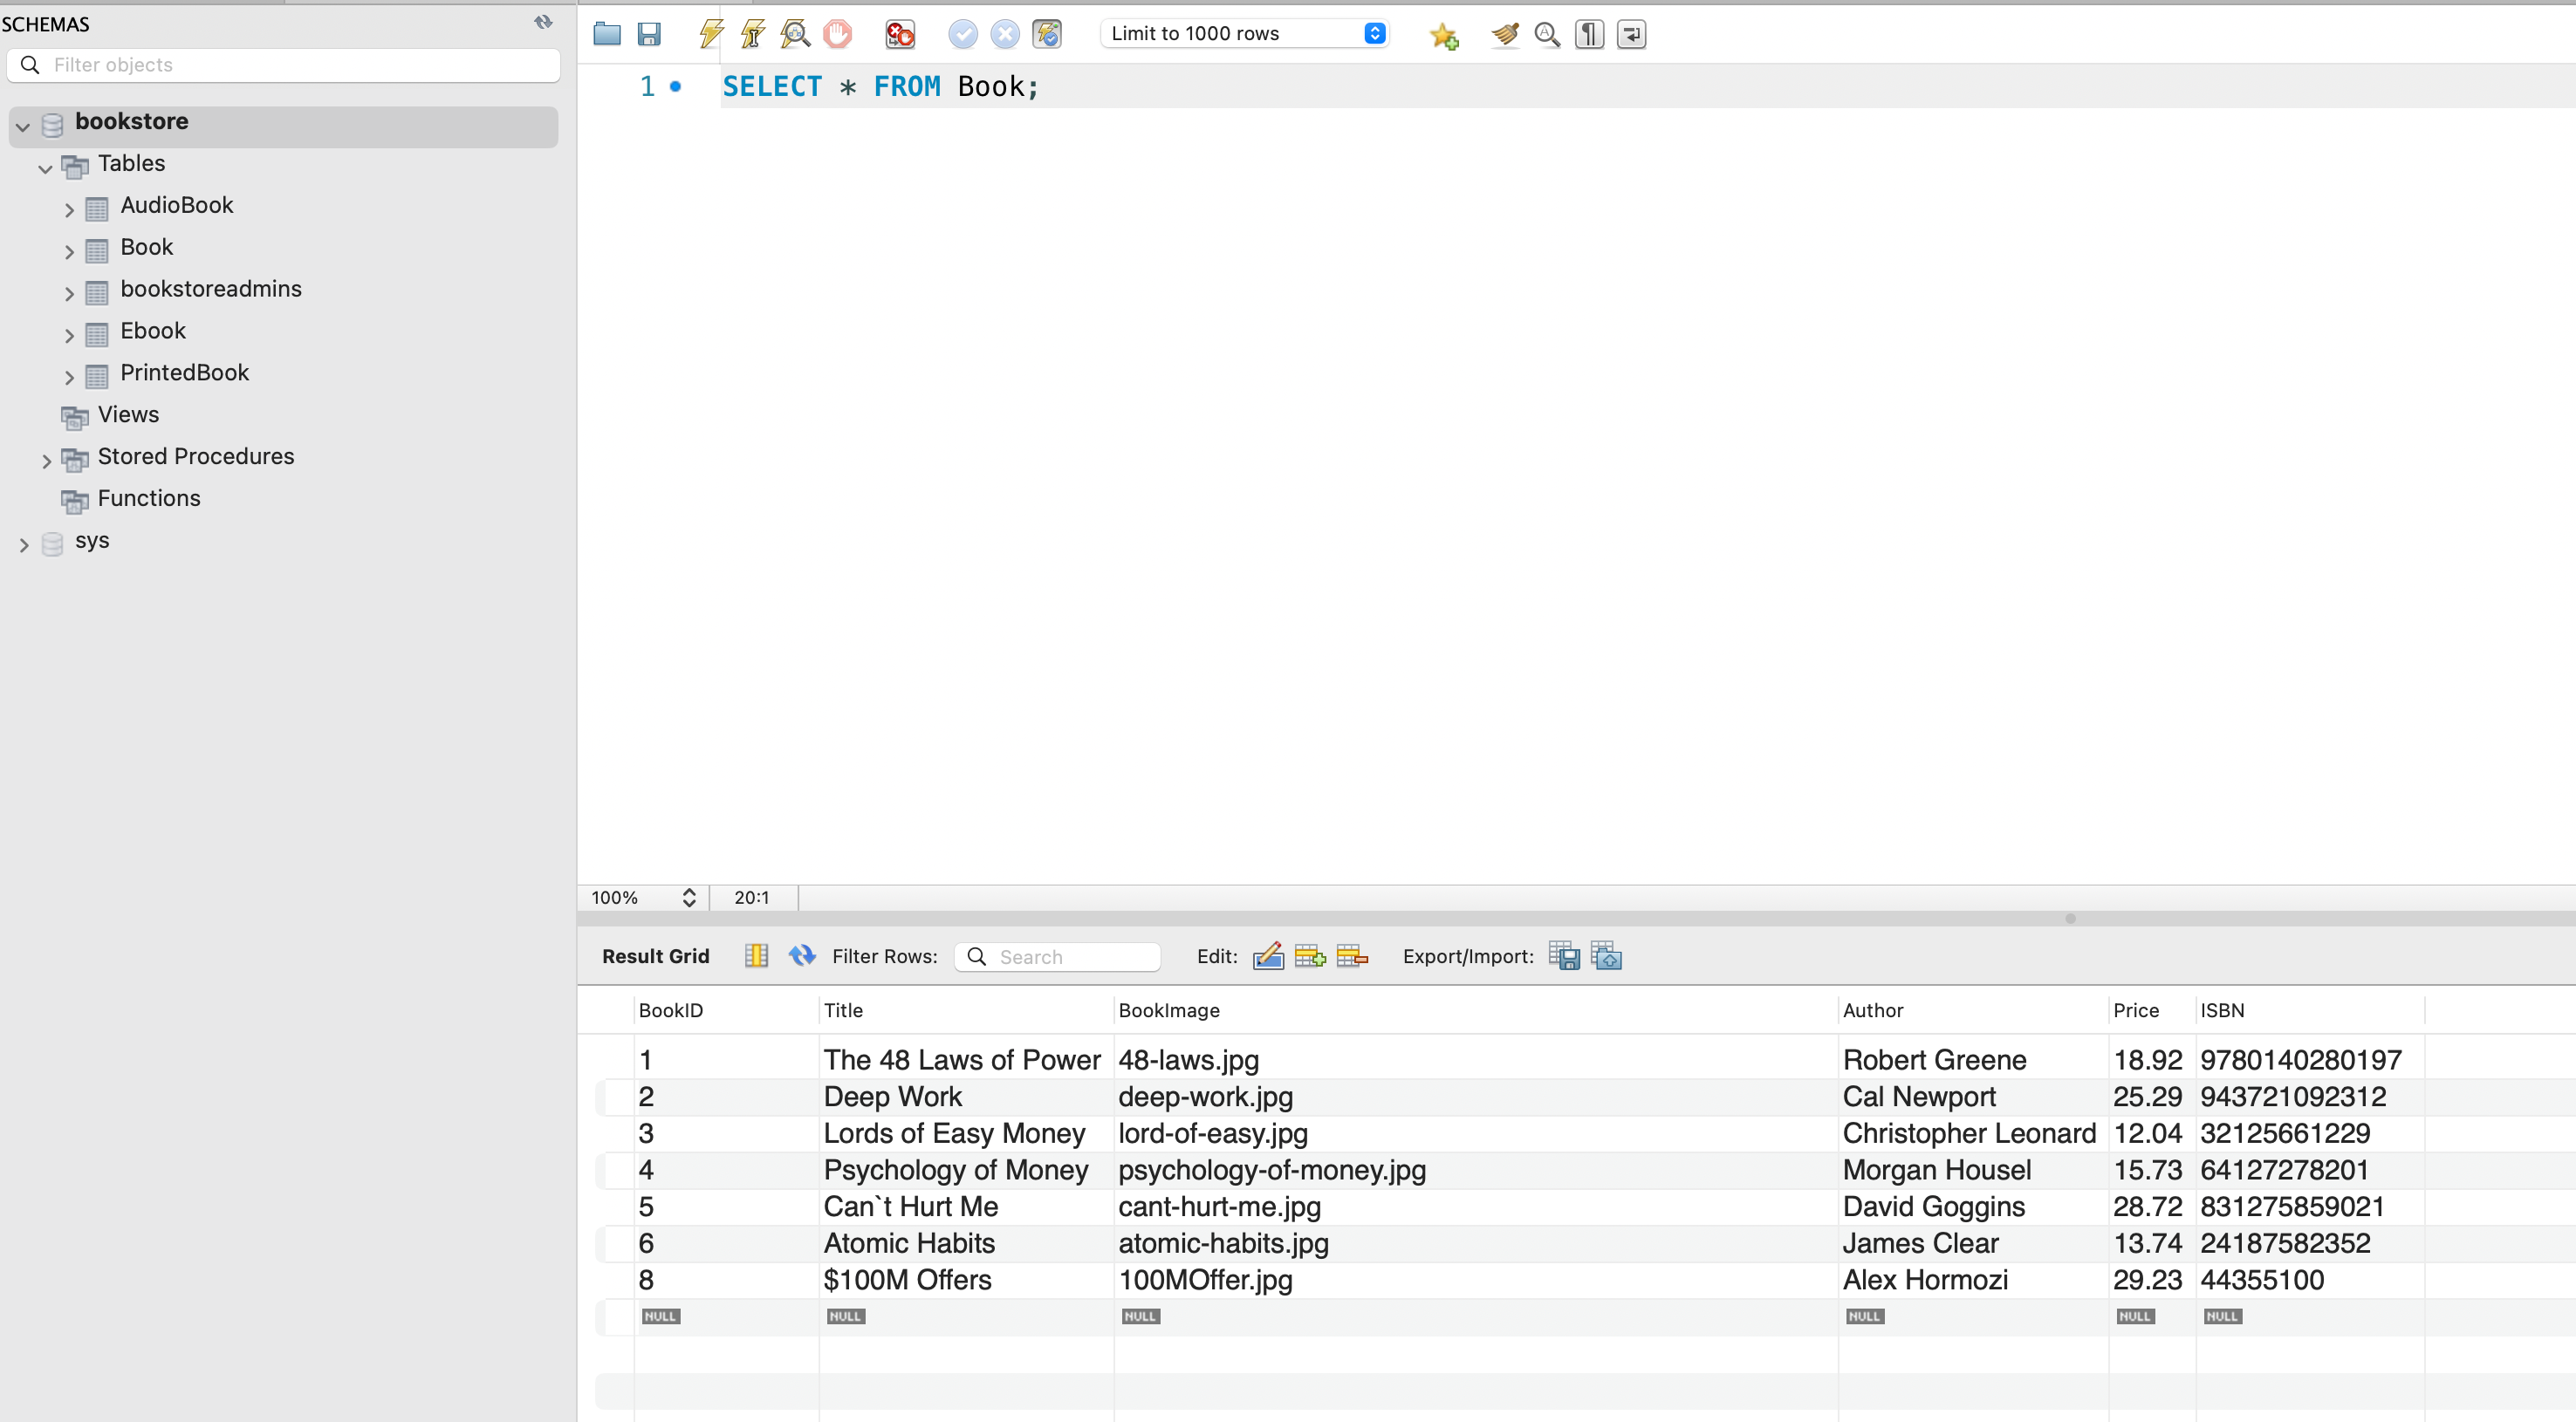 SCHEMAS
Filter objects
bookstore
Tables
AudioBook
Book
bookstoreadmins
Ebook
PrintedBook
Views
Stored Procedures
Functions
sys
Limit to 1000 rows
1 SELECT * FROM Book;
100% 20:1
Result Grid Filter Rows: Search Edit: Export/Import:
BookID Title BookImage Author Price ISBN
1 The 48 Laws of Power 48-laws.jpg Robert Greene 18.92 9780140280197
2 Deep Work deep-work.jpg Cal Newport 25.29 943721092312
3 Lords of Easy Money lord-of-easy.jpg Christopher Leonard 12.04 32125661229
4 Psychology of Money psychology-of-money.jpg Morgan Housel 15.73 64127278201
5 Can`t Hurt Me cant-hurt-me.jpg David Goggins 28.72 831275859021
6 Atomic Habits atomic-habits.jpg James Clear 13.74 24187582352
8 $100M Offers 100MOffer.jpg Alex Hormozi 29.23 44355100
NULL NULL NULL NULL NULL NULL